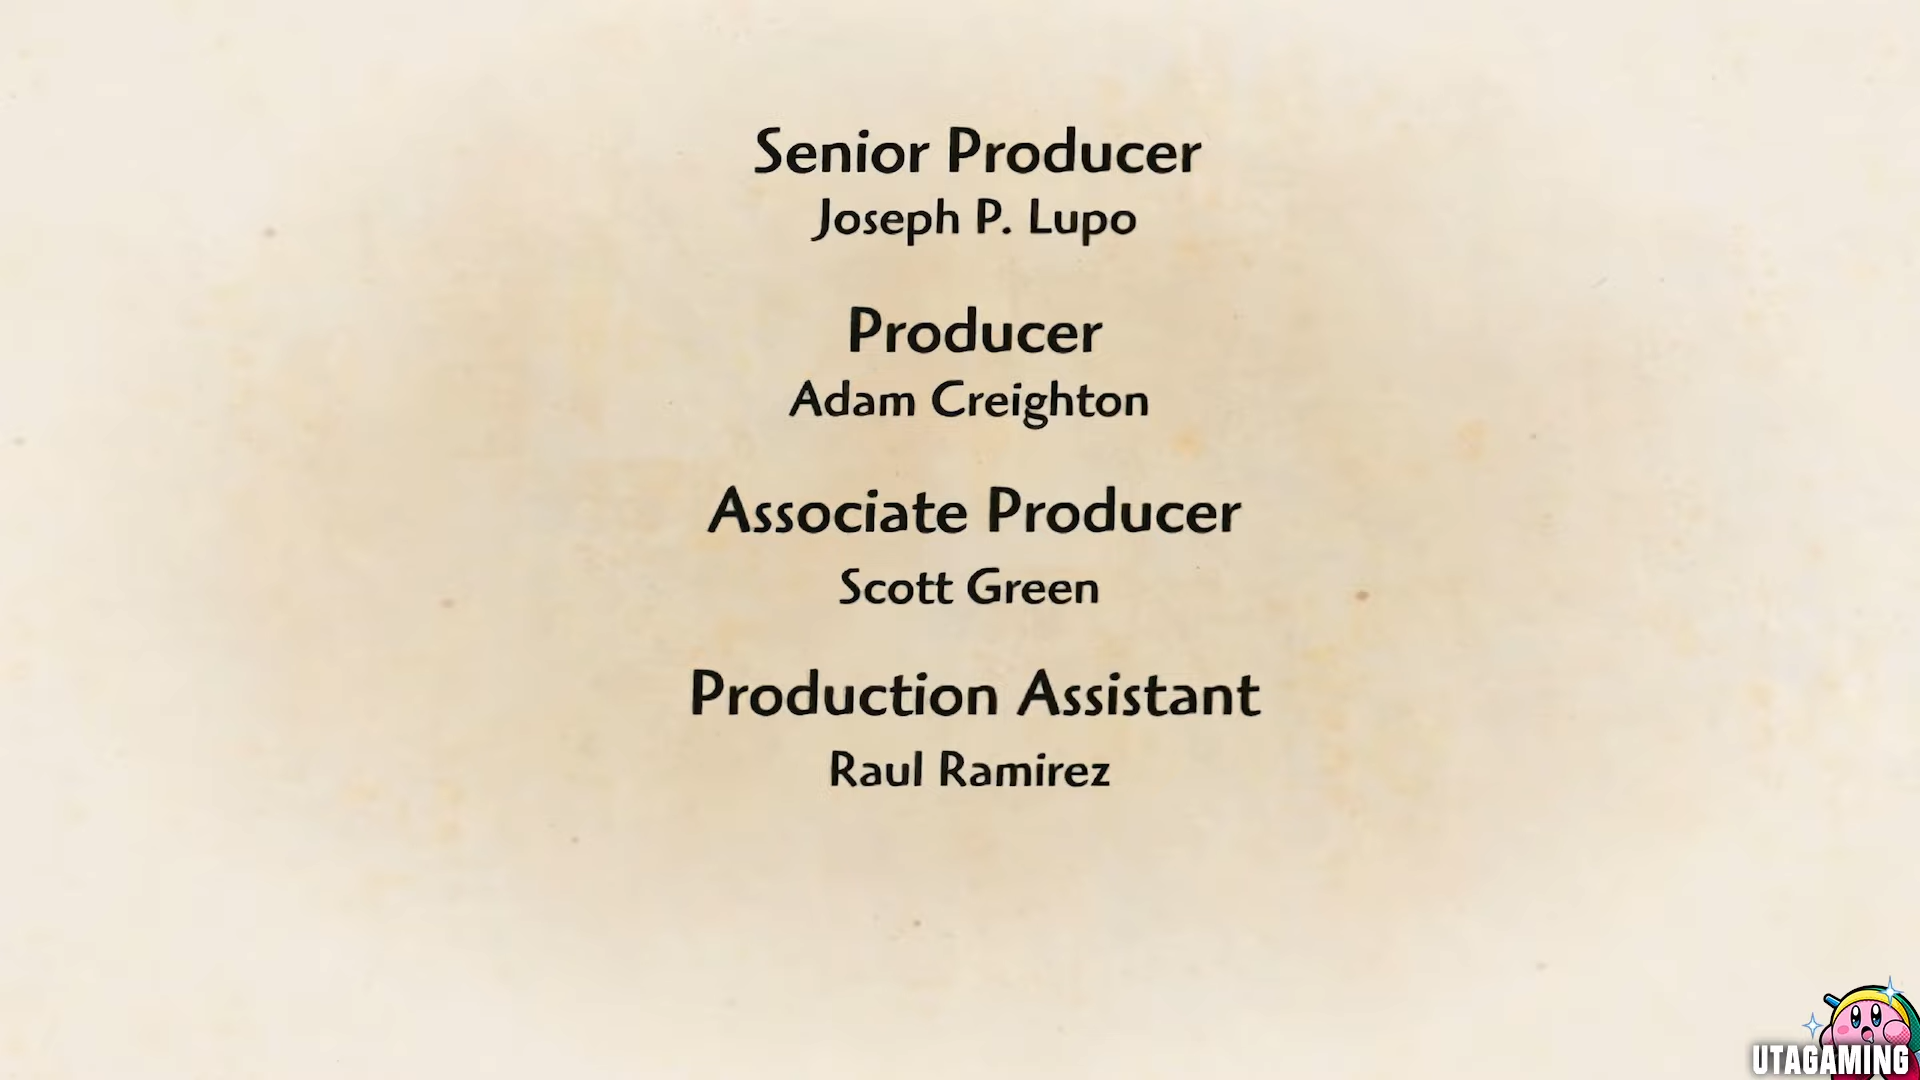 Senior Producer
Joseph P. Lupo
Producer
Adam Creighton
Associate Producer
Scott Green
Production Assistant
Raul Ramirez
UTAGAMING